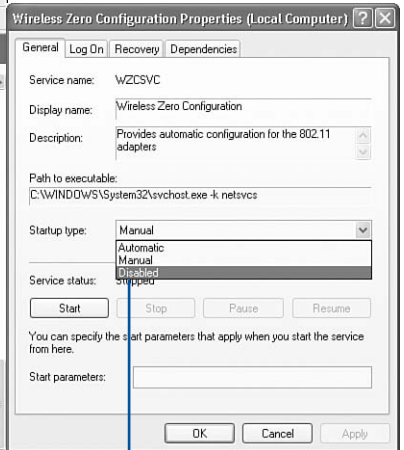 Wireless Zero Configuration Properties (Local Computer)
General Log On Recovery Dependencies
Service name: WZCSVC
Display name: Wireless Zero Configuration
Description: Provides automatic configuration for the 802.11
adapters
Path to executable:
C:\WINDOWS\System32\svchost.exe -k netsvcs
Startup type: Manual
Automatic
Manual
Disabled
Service status: Stopped
Start Stop Pause Resume
You can specify the start parameters that apply when you start the service
from here.
Start parameters:
OK Cancel Apply